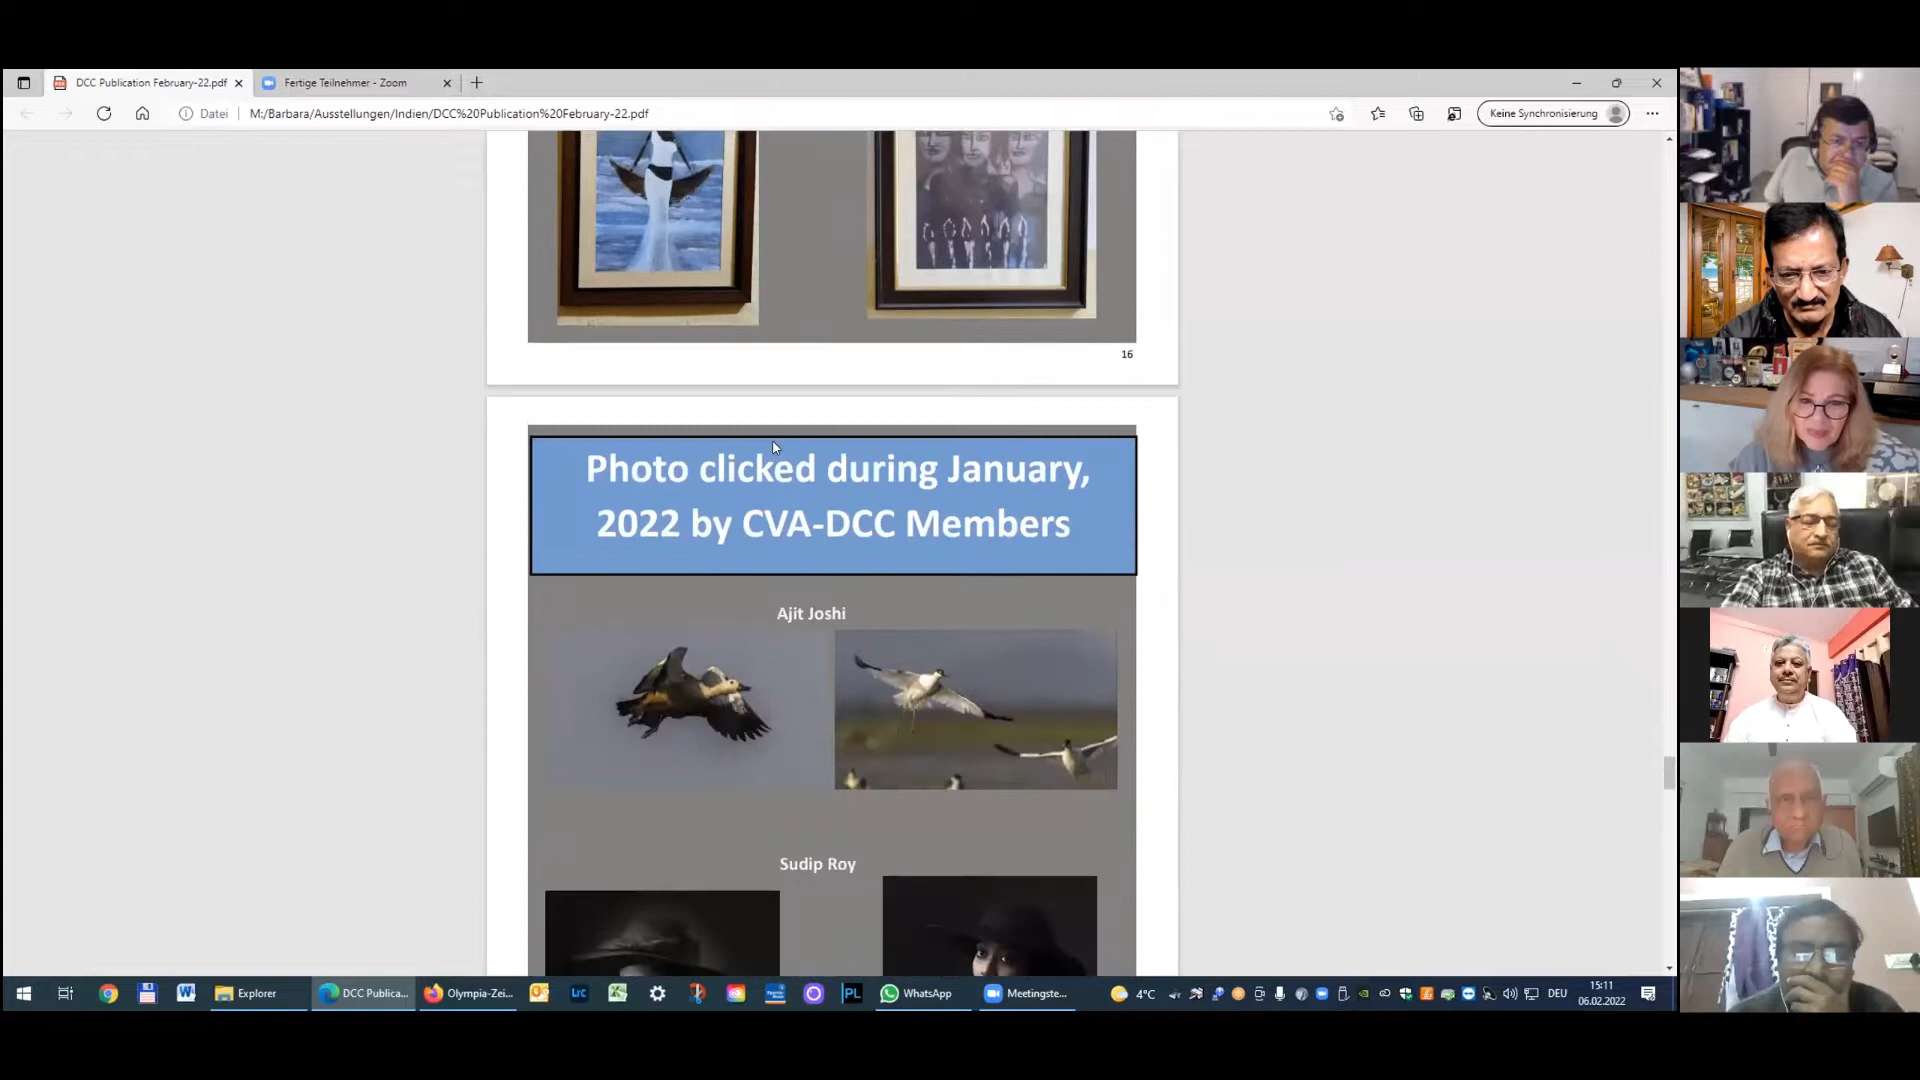 DCC Publication February-22.pdf
Fertige Teilnehmer - Zoom
Datei
M:/Barbara/Ausstellungen/Indien/DCC%20Publication%20February-22.pdf
Keine Synchronisierung
16
Photo clicked during January,
2022 by CVA-DCC Members
Ajit Joshi
Sudip Roy
Explorer
DCC Publica...
Olympia-Zei...
Lrc
PL
WhatsApp
Meetingste...
4°C
DEU
15:11
06.02.2022